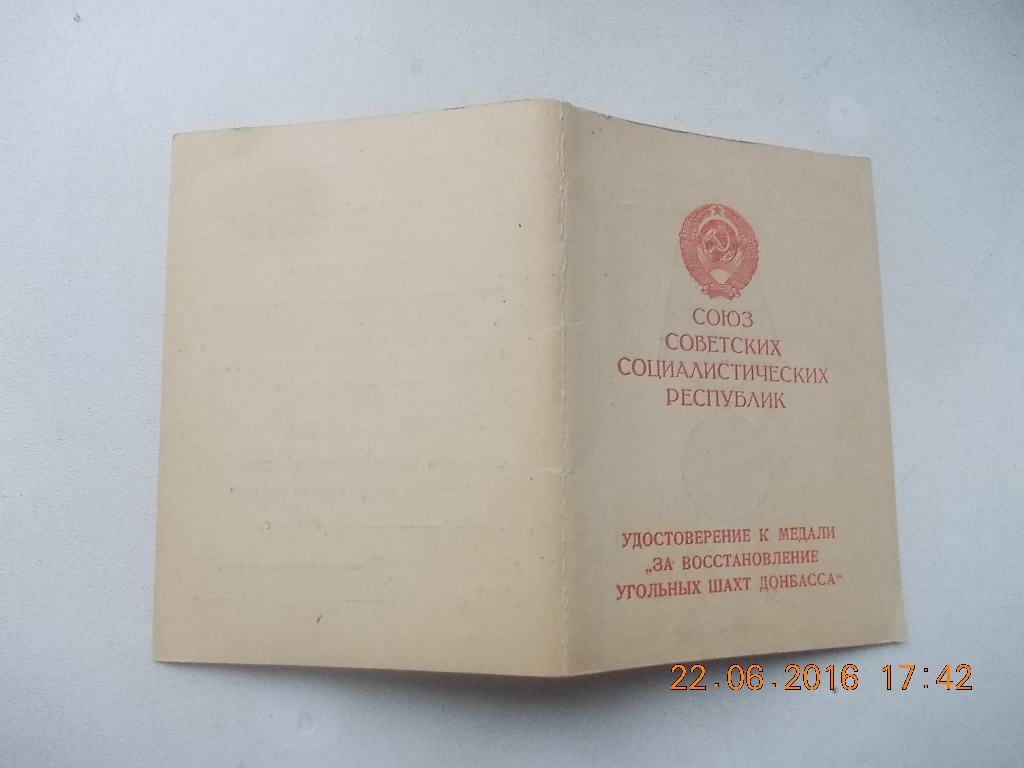 СОЮЗ
СОВЕТСКИХ
СОЦИАЛИСТИЧЕСКИХ
РЕСПУБЛИК
УДОСТОВЕРЕНИЕ К МЕДАЛИ
„ЗА ВОССТАНОВЛЕНИЕ
УГОЛЬНЫХ ШАХТ ДОНБАССА“
22.06.2016 17:42